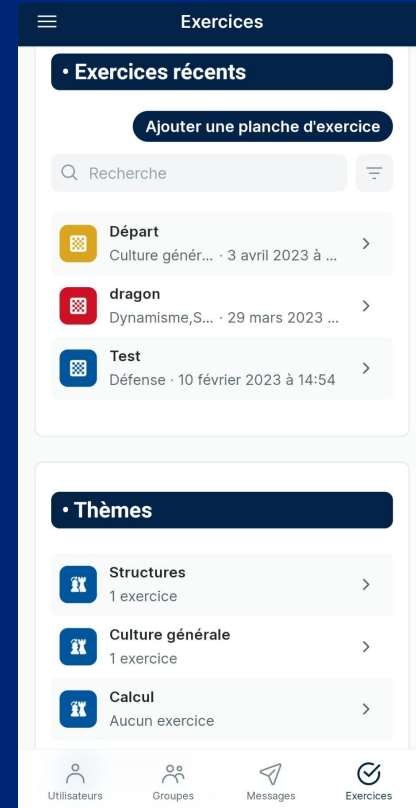 Exercices
• Exercices récents
Ajouter une planche d'exercice
Recherche
Départ
Culture génér... · 3 avril 2023 à ...
dragon
Dynamisme,S... · 29 mars 2023 ...
Test
Défense · 10 février 2023 à 14:54
• Thèmes
Structures
1 exercice
Culture générale
1 exercice
Calcul
Aucun exercice
Utilisateurs
Groupes
Messages
Exercices